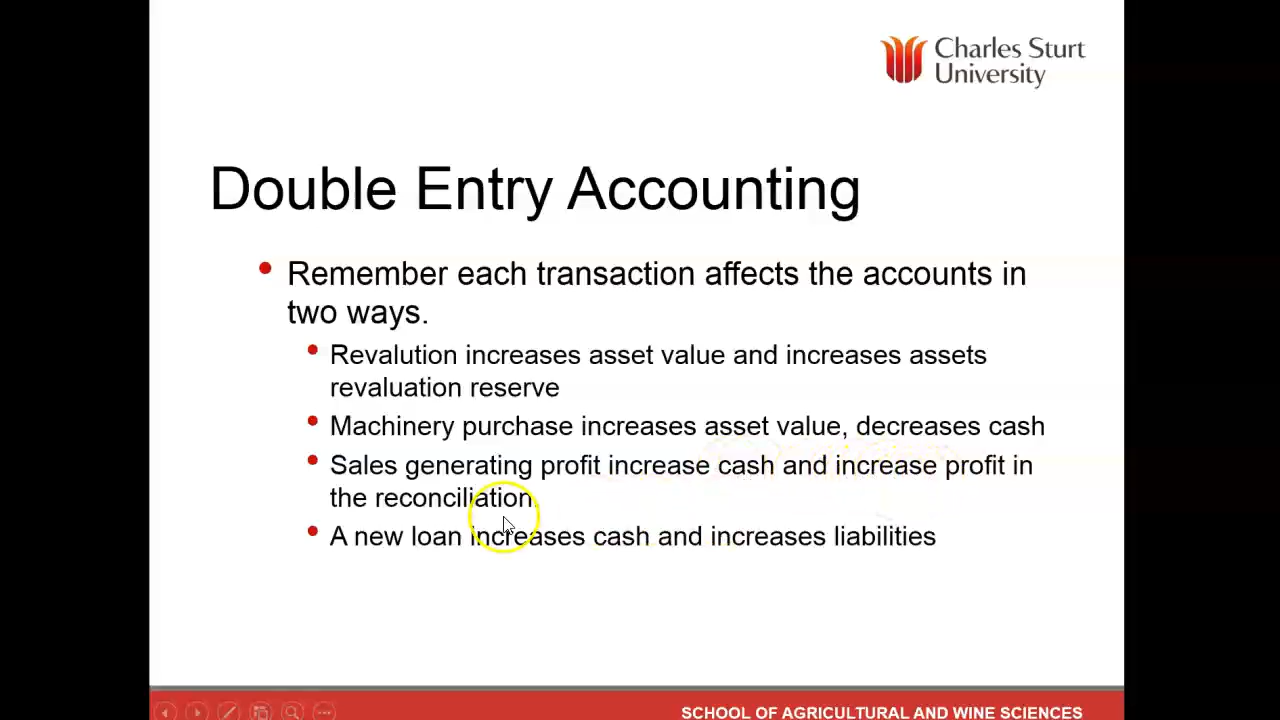 Charles Sturt
University
Double Entry Accounting
Remember each transaction affects the accounts in
two ways.
Revalution increases asset value and increases assets
revaluation reserve
Machinery purchase increases asset value, decreases cash
Sales generating profit increase cash and increase profit in
the reconciliation.
A new loan increases cash and increases liabilities
SCHOOL OF AGRICULTURAL AND WINE SCIENCES